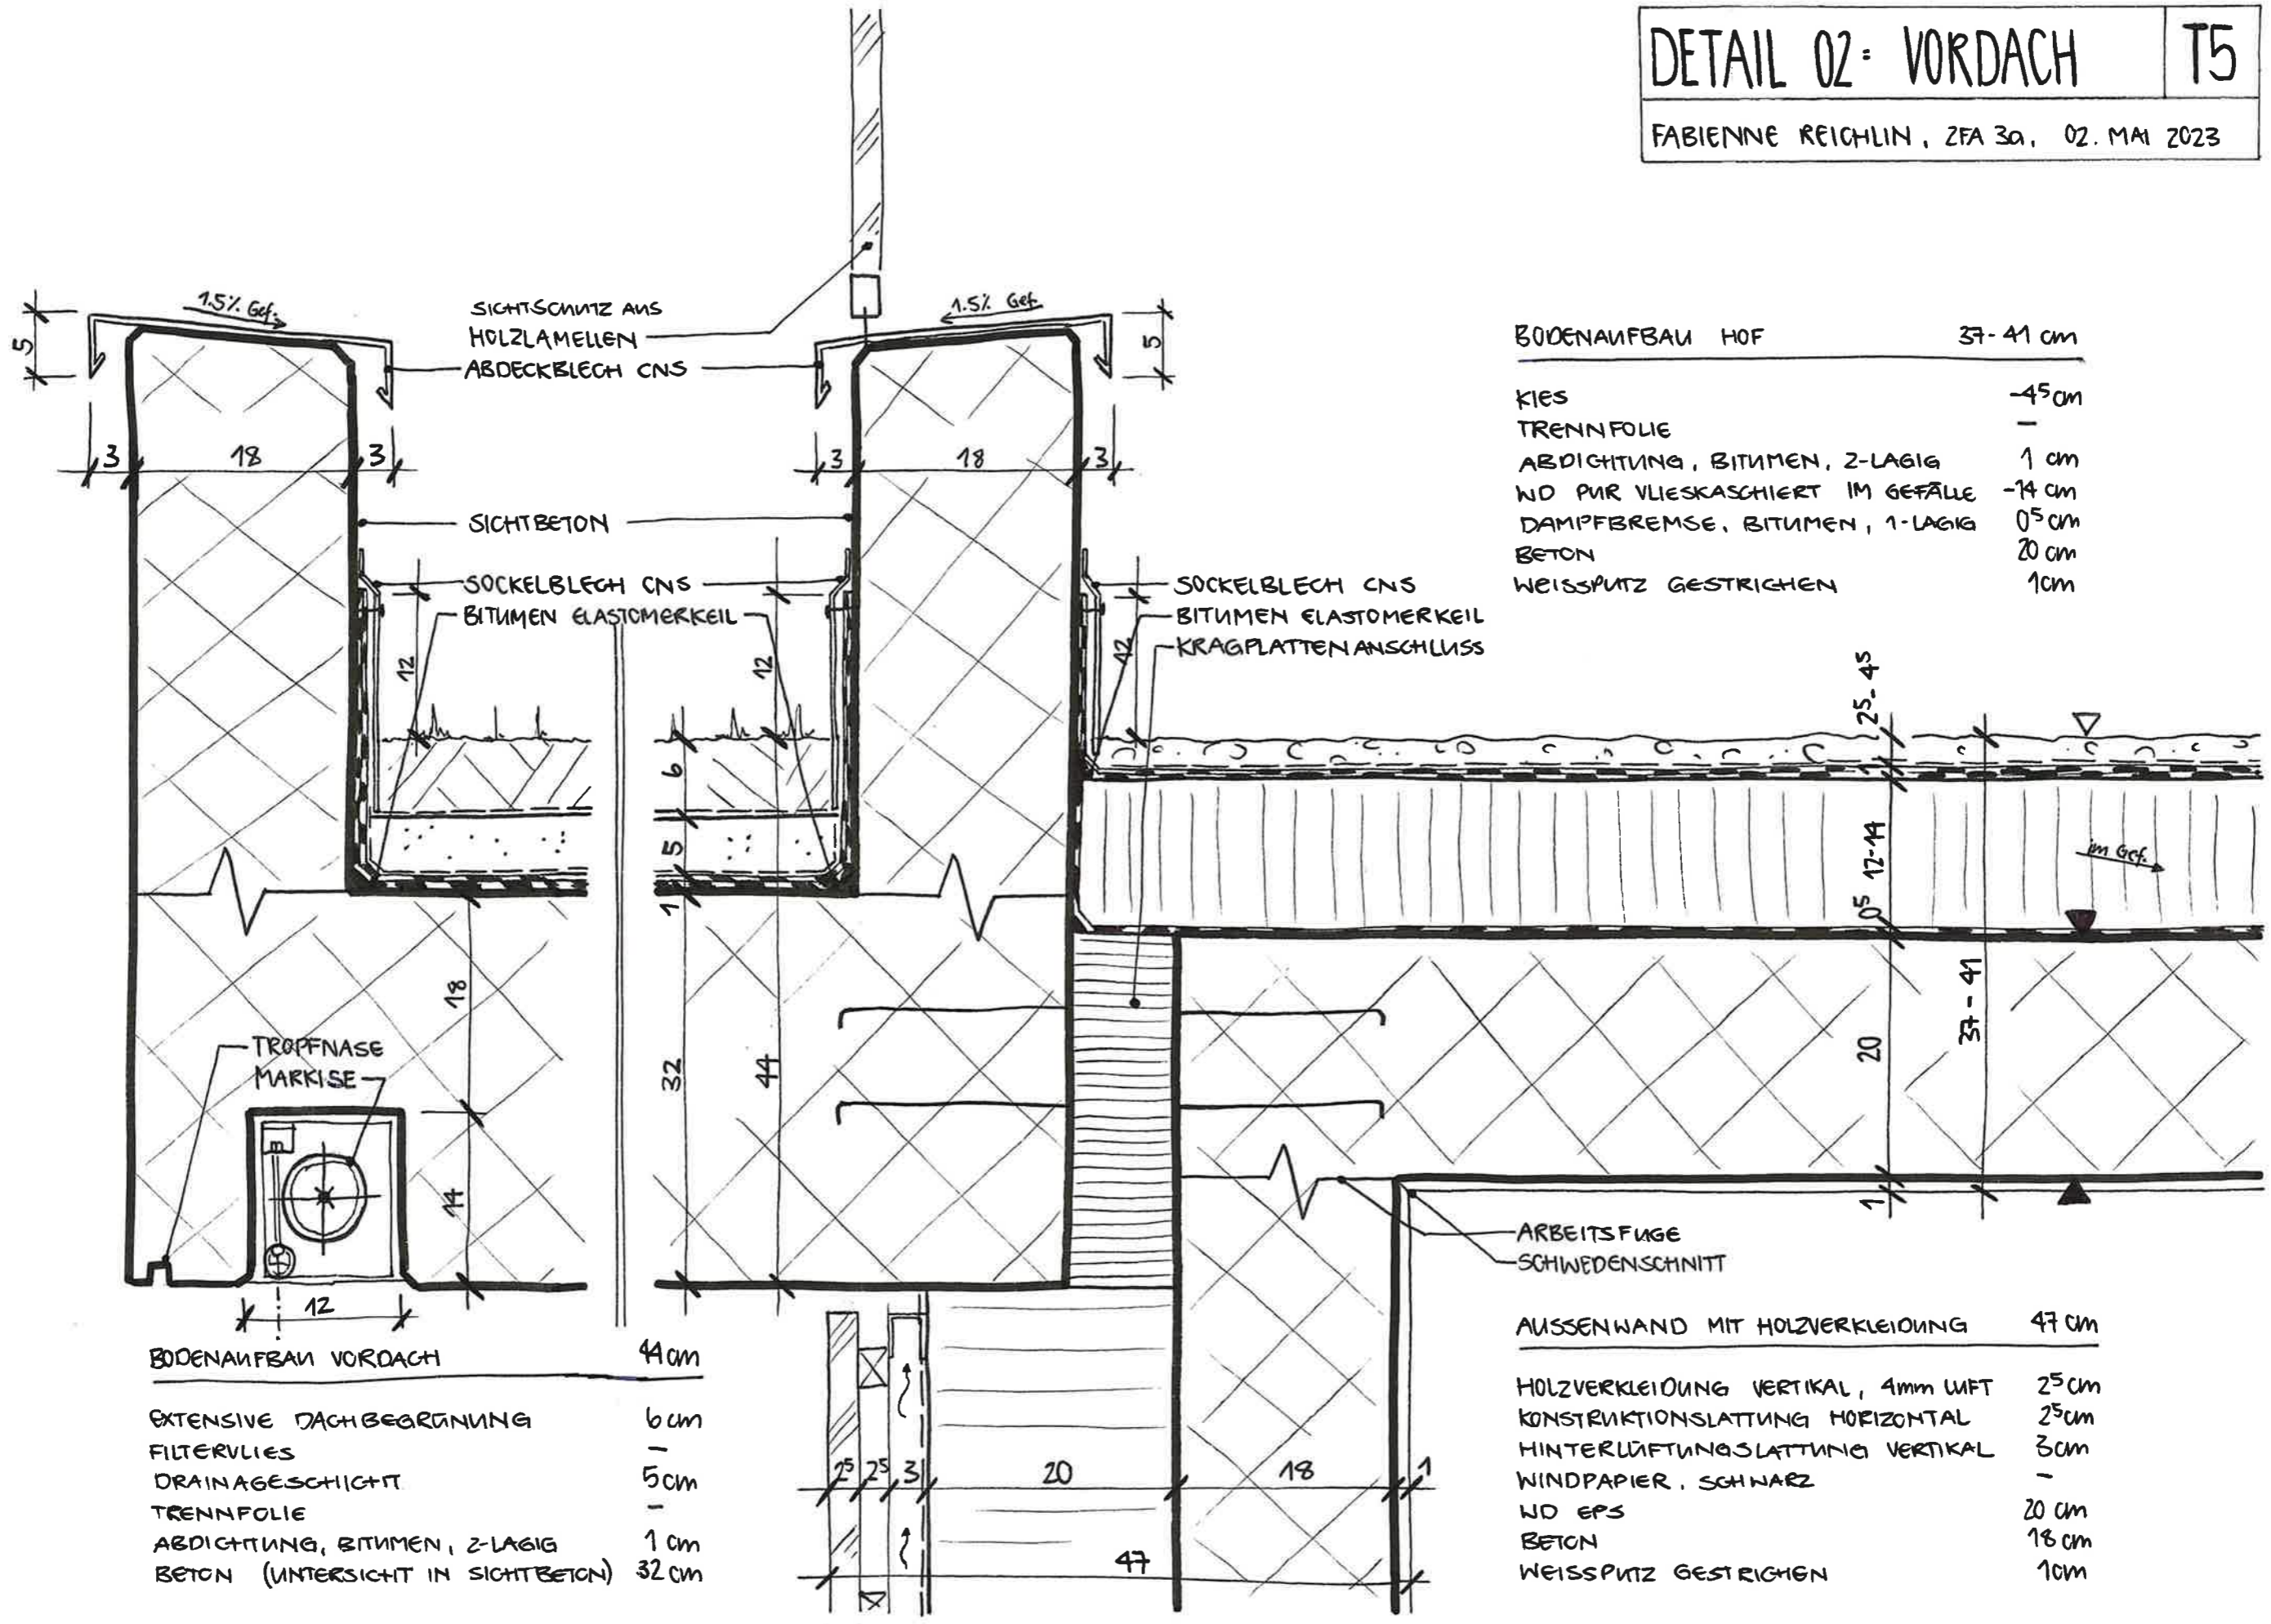 DETAIL 02: VORDACH
T5
FABIENNE REICHLIN, ZFA 3a, 02. MAI 2023
1.5% Gef.
1.5% Gef.
5
5
SICHTSCHUTZ AUS
HOLZLAMELLEN
ABDECKBLECH CNS
3 18 3
3 18 3
SICHTBETON
SOCKELBLECH CNS
BITUMEN ELASTOMERKEIL
SOCKELBLECH CNS
BITUMEN ELASTOMERKEIL
KRAGPLATTENANSCHLUSS
12
12
12
BODENAUFBAU HOF 37-41 cm
KIES -4⁵ cm
TRENNFOLIE –
ABDICHTUNG, BITUMEN, 2-LAGIG 1 cm
WD PUR VLIESKASCHIERT IM GEFÄLLE -14 cm
DAMPFBREMSE, BITUMEN, 1-LAGIG 0⁵ cm
BETON 20 cm
WEISSPUTZ GESTRICHEN 1cm
6
5
1
32
44
2⁵-4⁵
1
12-14
0⁵
20
1
37-41
im Gef.
18
14
TROPFNASE
MARKISE
m
12
ARBEITSFUGE
SCHWEDENSCHNITT
BODENAUFBAU VORDACH 44cm
EXTENSIVE DACHBEGRÜNUNG 6cm
FILTERVLIES –
DRAINAGESCHICHT 5cm
TRENNFOLIE –
ABDICHTUNG, BITUMEN, 2-LAGIG 1 cm
BETON (UNTERSICHT IN SICHTBETON) 32 cm
2⁵ 2⁵ 3 20 18 1
47
AUSSENWAND MIT HOLZVERKLEIDUNG 47 cm
HOLZVERKLEIDUNG VERTIKAL, 4mm LUFT 2⁵ cm
KONSTRUKTIONSLATTUNG HORIZONTAL 2⁵cm
HINTERLÜFTUNGSLATTUNG VERTIKAL 3cm
WINDPAPIER, SCHWARZ –
WD EPS 20 cm
BETON 18 cm
WEISSPUTZ GESTRICHEN 1cm